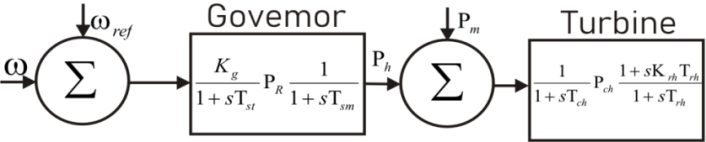 Govemor
Turbine
ω
ω_ref
Σ
K_g / 1 + sT_st P_R 1 / 1 + sT_sm
P_h
P_m
Σ
1 / 1 + sT_ch P_ch 1 + sK_rh T_rh / 1 + sT_rh